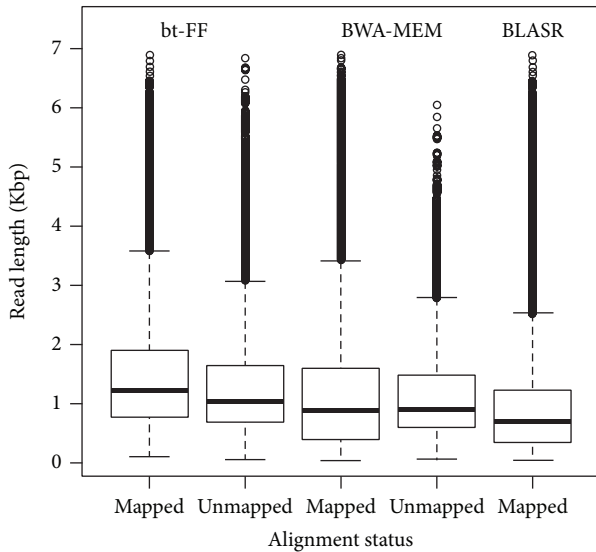 bt-FF BWA-MEM BLASR
7
6
5
4
3
2
1
0
Read length (Kbp)
Mapped Unmapped Mapped Unmapped Mapped
Alignment status